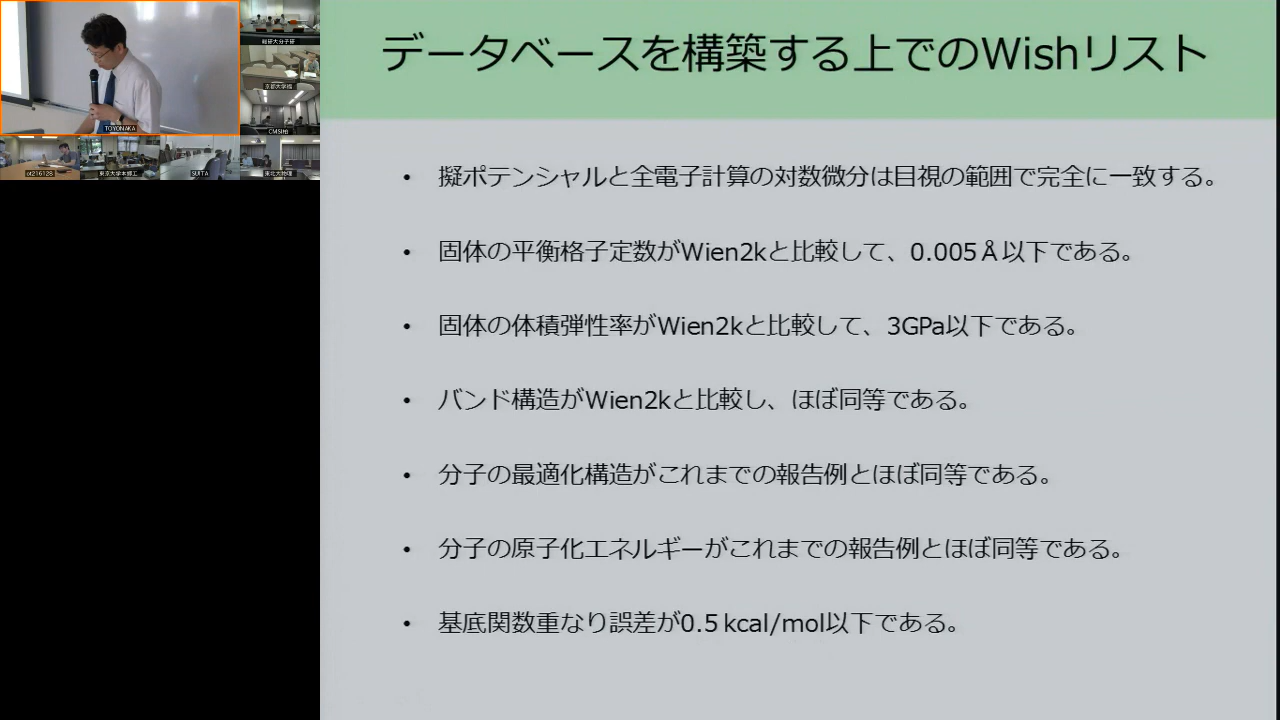 データベースを構築する上でのWishリスト
• 擬ポテンシャルと全電子計算の対数微分は目視の範囲で完全に一致する。
• 固体の平衡格子定数がWien2kと比較して、0.005Å以下である。
• 固体の体積弾性率がWien2kと比較して、3GPa以下である。
• バンド構造がWien2kと比較し、ほぼ同等である。
• 分子の最適化構造がこれまでの報告例とほぼ同等である。
• 分子の原子化エネルギーがこれまでの報告例とほぼ同等である。
• 基底関数重なり誤差が0.5 kcal/mol以下である。
TOYONAKA
総研大分子研
CMSI柏
ot216128
東京大学本郷工
SUITA
東北大物理